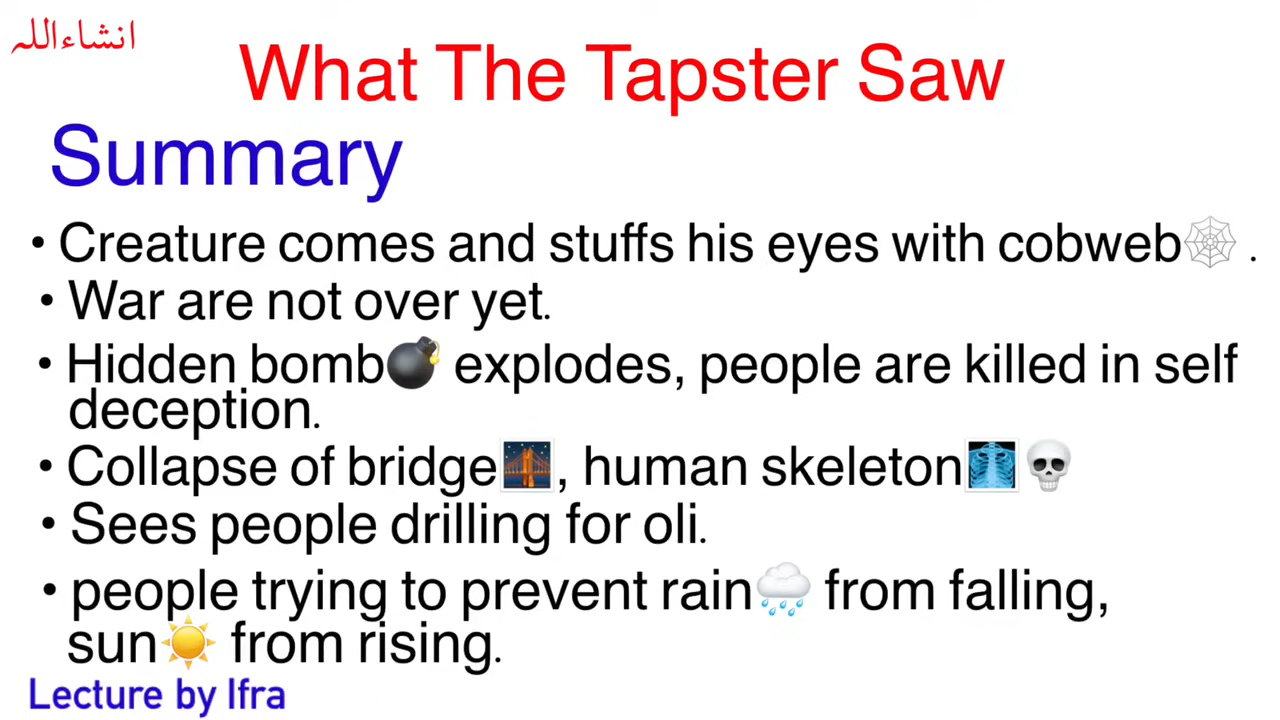 انشاءاللہ
What The Tapster Saw
Summary
• Creature comes and stuffs his eyes with cobweb🕸 .
• War are not over yet.
• Hidden bomb💣 explodes, people are killed in self
deception.
• Collapse of bridge🌉, human skeleton🩻💀
• Sees people drilling for oli.
• people trying to prevent rain🌧 from falling,
sun☀️ from rising.
Lecture by Ifra